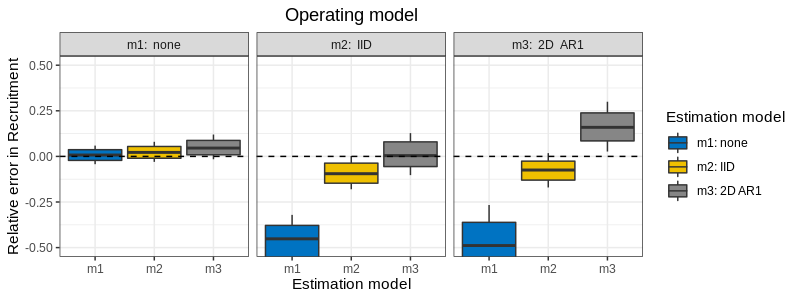 Operating model
m1: none
m2: IID
m3: 2D AR1
Relative error in Recruitment
0.50
0.25
0.00
-0.25
-0.50
m1 m2 m3
m1 m2 m3
m1 m2 m3
Estimation model
Estimation model
m1: none
m2: IID
m3: 2D AR1